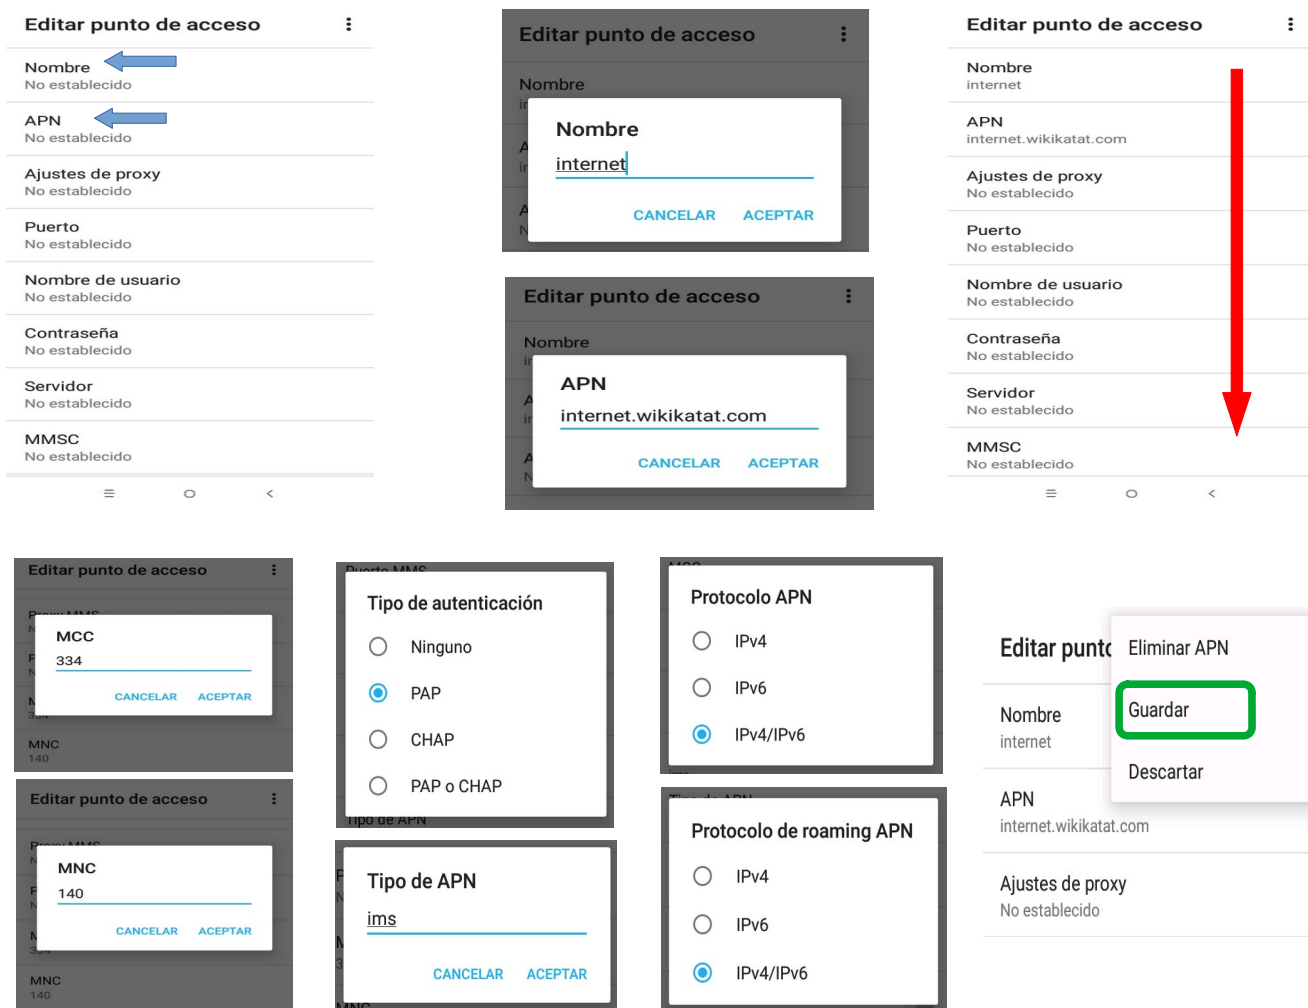 Editar punto de acceso
Nombre
No establecido
APN
No establecido
Ajustes de proxy
No establecido
Puerto
No establecido
Nombre de usuario
No establecido
Contraseña
No establecido
Servidor
No establecido
MMSC
No establecido
Editar punto de acceso
Nombre
Nombre
internet
CANCELAR ACEPTAR
Editar punto de acceso
Nombre
APN
internet.wikikatat.com
CANCELAR ACEPTAR
Editar punto de acceso
Nombre
internet
APN
internet.wikikatat.com
Ajustes de proxy
No establecido
Puerto
No establecido
Nombre de usuario
No establecido
Contraseña
No establecido
Servidor
No establecido
MMSC
No establecido
Editar punto de acceso
MCC
334
CANCELAR ACEPTAR
MNC
140
Editar punto de acceso
MNC
140
CANCELAR ACEPTAR
MNC
140
Tipo de autenticación
Ninguno
PAP
CHAP
PAP o CHAP
Tipo de APN
Tipo de APN
ims
CANCELAR ACEPTAR
Protocolo APN
IPv4
IPv6
IPv4/IPv6
Protocolo de roaming APN
IPv4
IPv6
IPv4/IPv6
Editar punto
Eliminar APN
Guardar
Descartar
Nombre
internet
APN
internet.wikikatat.com
Ajustes de proxy
No establecido